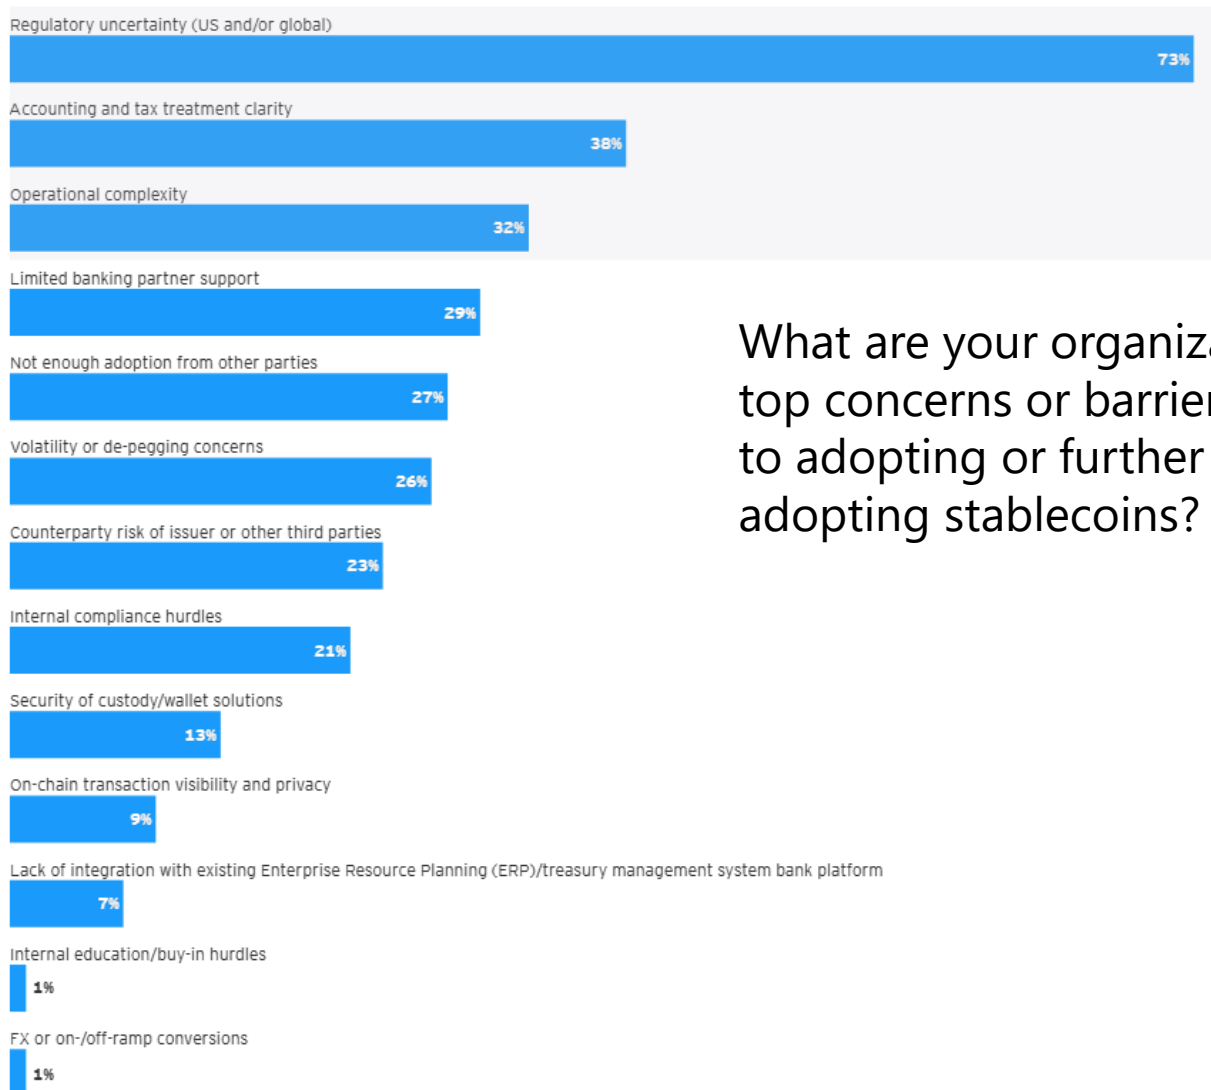 Regulatory uncertainty (US and/or global)
73%
Accounting and tax treatment clarity
38%
Operational complexity
32%
Limited banking partner support
29%
Not enough adoption from other parties
27%
Volatility or de-pegging concerns
26%
Counterparty risk of issuer or other third parties
23%
Internal compliance hurdles
21%
Security of custody/wallet solutions
13%
On-chain transaction visibility and privacy
9%
Lack of integration with existing Enterprise Resource Planning (ERP)/treasury management system bank platform
7%
Internal education/buy-in hurdles
1%
FX or on-/off-ramp conversions
1%
What are your
top concerns or
to adopting or further
adopting stablecoins?